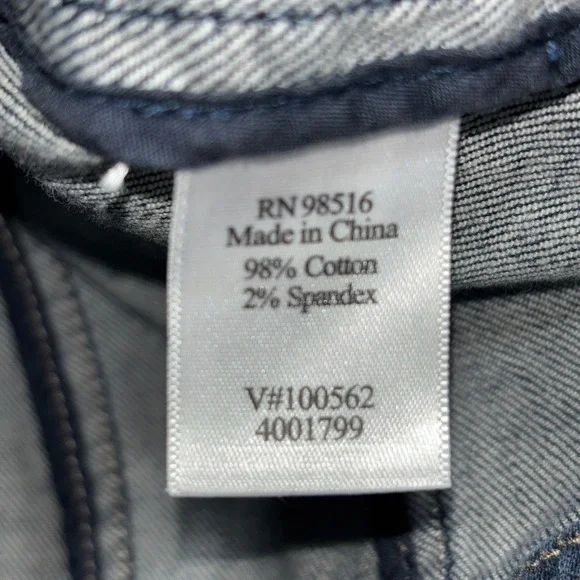 RN 98516
Made in China
98% Cotton
2% Spandex
V#100562
4001799